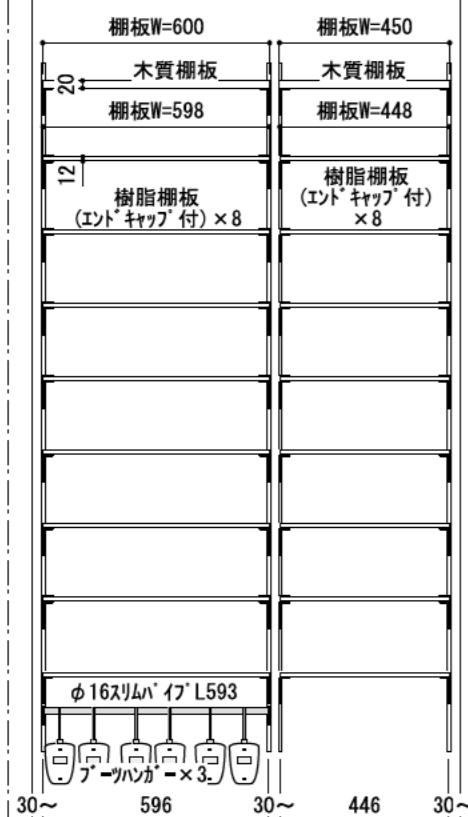 棚板W=600
棚板W=450
木質棚板
木質棚板
20
棚板W=598
棚板W=448
12
樹脂棚板
(ｴﾝﾄﾞｷｬｯﾌﾟ付)×8
樹脂棚板
(ｴﾝﾄﾞｷｬｯﾌﾟ付)
×8
φ16ｽﾘﾑﾊﾟｲﾌﾟL593
ﾌﾞｰﾂﾊﾝｶﾞｰ×3
30～
596
30～
446
30～